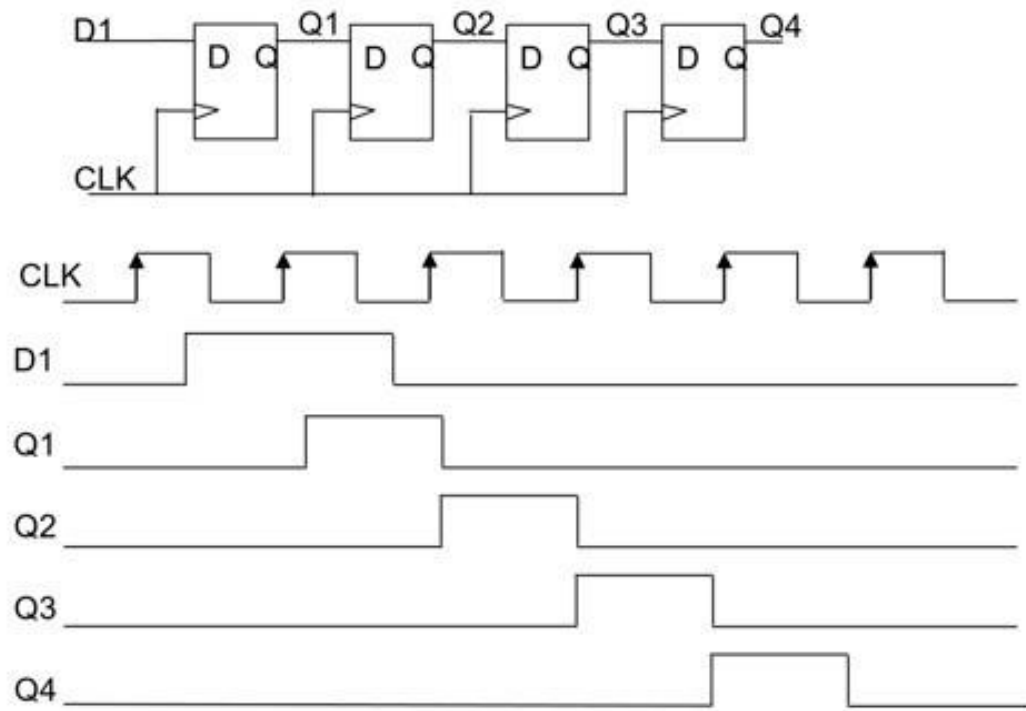 D1 Q1 Q2 Q3 Q4
D Q D Q D Q D Q
CLK
CLK
D1
Q1
Q2
Q3
Q4